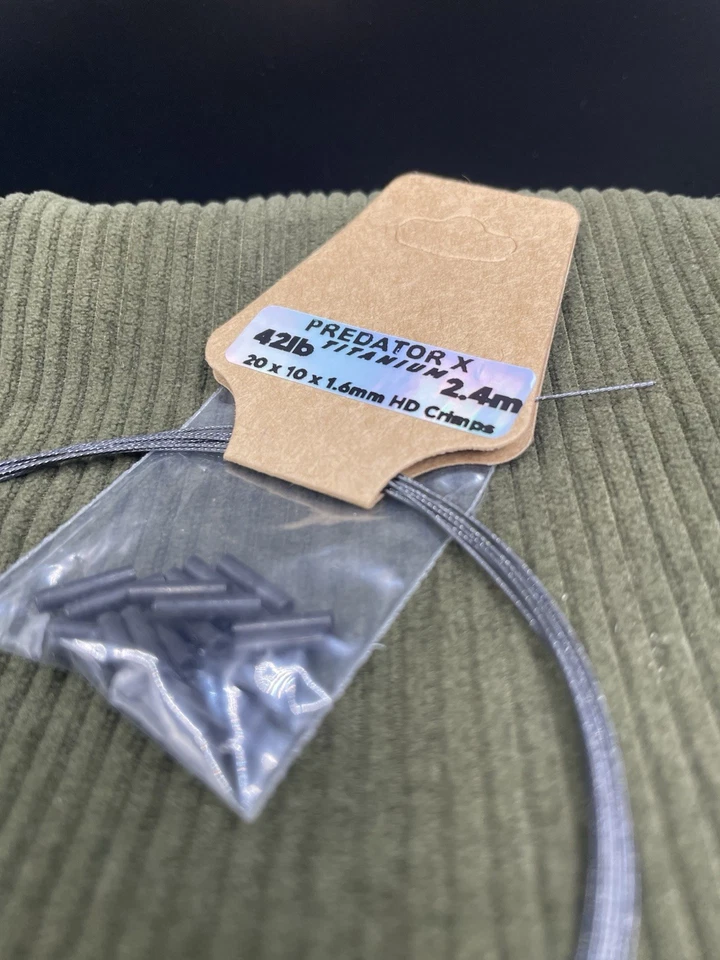 PREDATOR X
42lb TITANIUM 2.4m
20 x 10 x 1.6mm HD Crimps